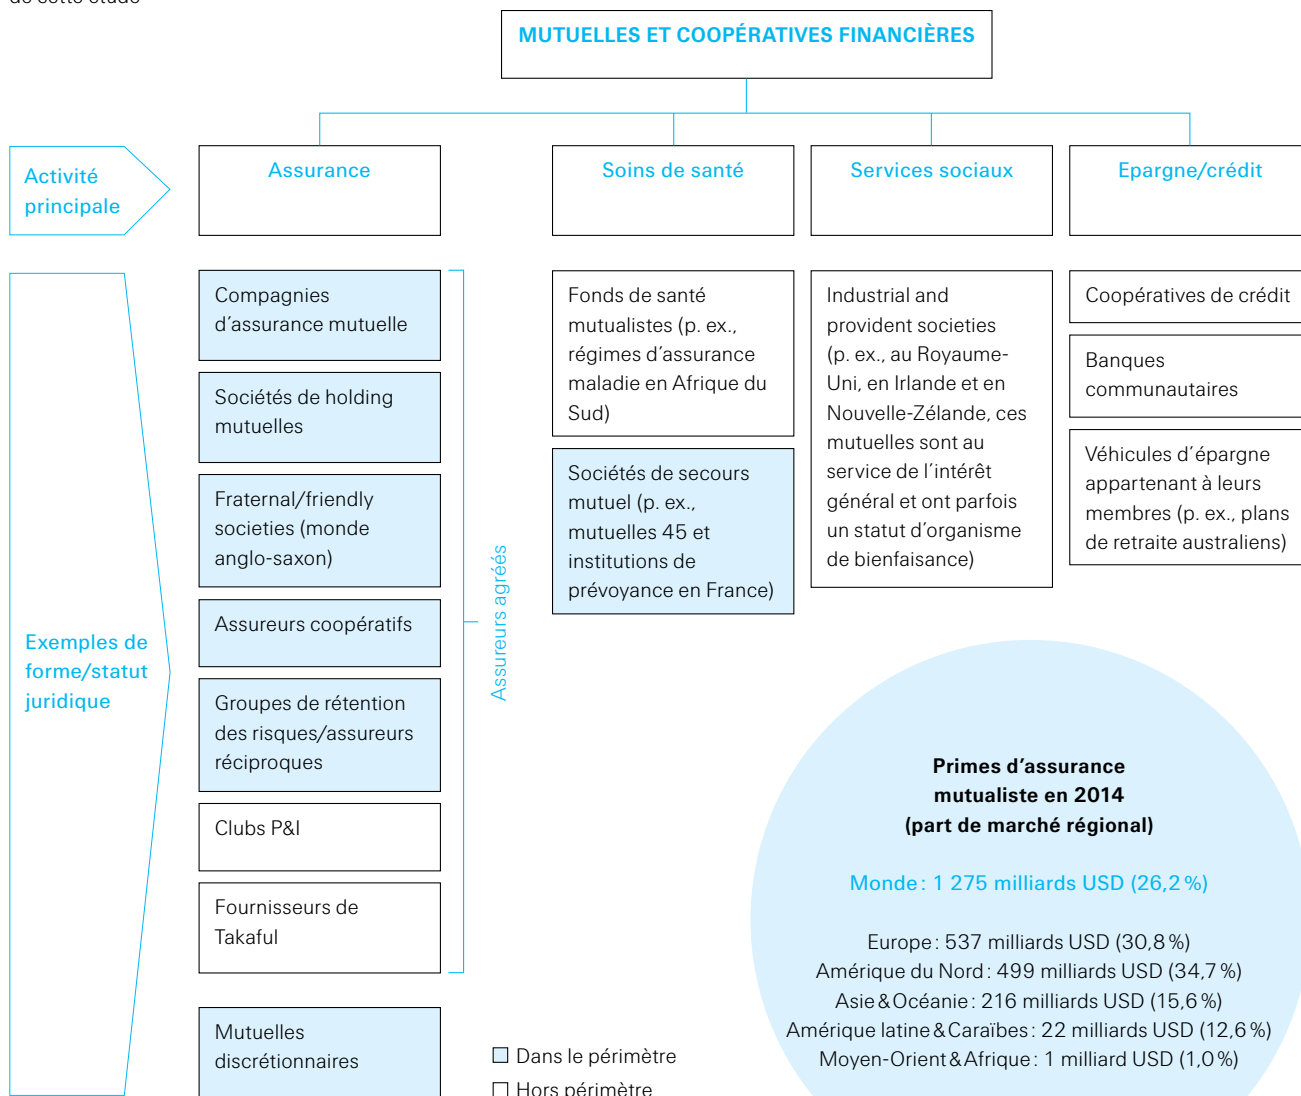 de cette étude
MUTUELLES ET COOPÉRATIVES FINANCIÈRES
Activité
principale
Assurance
Soins de santé
Services sociaux
Epargne/crédit
Exemples de
forme/statut
juridique
Compagnies
d'assurance mutuelle
Sociétés de holding
mutuelles
Fraternal/friendly
societies (monde
anglo-saxon)
Assureurs coopératifs
Groupes de rétention
des risques/assureurs
réciproques
Clubs P&I
Fournisseurs de
Takaful
Mutuelles
discrétionnaires
Assureurs agréés
Fonds de santé
mutualistes (p. ex.,
régimes d'assurance
maladie en Afrique du
Sud)
Sociétés de secours
mutuel (p. ex.,
mutuelles 45 et
institutions de
prévoyance en France)
Industrial and
provident societies
(p. ex., au Royaume-
Uni, en Irlande et en
Nouvelle-Zélande, ces
mutuelles sont au
service de l'intérêt
général et ont parfois
un statut d'organisme
de bienfaisance)
Coopératives de crédit
Banques
communautaires
Véhicules d'épargne
appartenant à leurs
membres (p. ex., plans
de retraite australiens)
Dans le périmètre
Hors périmètre
Primes d'assurance
mutualiste en 2014
(part de marché régional)
Monde : 1 275 milliards USD (26,2 %)
Europe : 537 milliards USD (30,8 %)
Amérique du Nord : 499 milliards USD (34,7 %)
Asie & Océanie : 216 milliards USD (15,6 %)
Amérique latine & Caraïbes : 22 milliards USD (12,6 %)
Moyen-Orient & Afrique : 1 milliard USD (1,0 %)